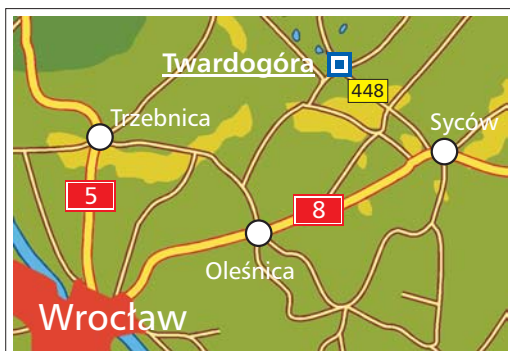 Twardogóra
448
Trzebnica
Syców
5
8
Oleśnica
Wrocław